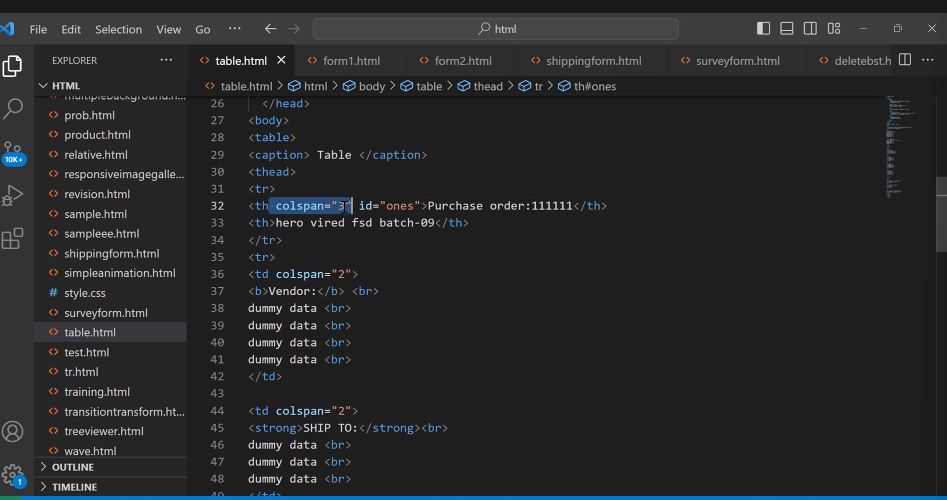 File Edit Selection View Go ··· html
EXPLORER ···
HTML
multiplebackground.h...
prob.html
product.html
relative.html
responsiveimagegalle...
revision.html
sample.html
sampleee.html
shippingform.html
simpleanimation.html
# style.css
surveyform.html
table.html
test.html
tr.html
training.html
transitiontransform.ht...
treeviewer.html
wave.html
OUTLINE
TIMELINE
10K+
1
table.html form1.html form2.html shippingform.html surveyform.html deletebst.h
table.html > html > body > table > thead > tr > th#ones
26 </head>
27 <body>
28 <table>
29 <caption> Table </caption>
30 <thead>
31 <tr>
32 <th colspan="3" id="ones">Purchase order:111111</th>
33 <th>hero vired fsd batch-09</th>
34 </tr>
35 <tr>
36 <td colspan="2">
37 <b>Vendor:</b> <br>
38 dummy data <br>
39 dummy data <br>
40 dummy data <br>
41 dummy data <br>
42 </td>
43
44 <td colspan="2">
45 <strong>SHIP TO:</strong><br>
46 dummy data <br>
47 dummy data <br>
48 dummy data <br>
49 </td>